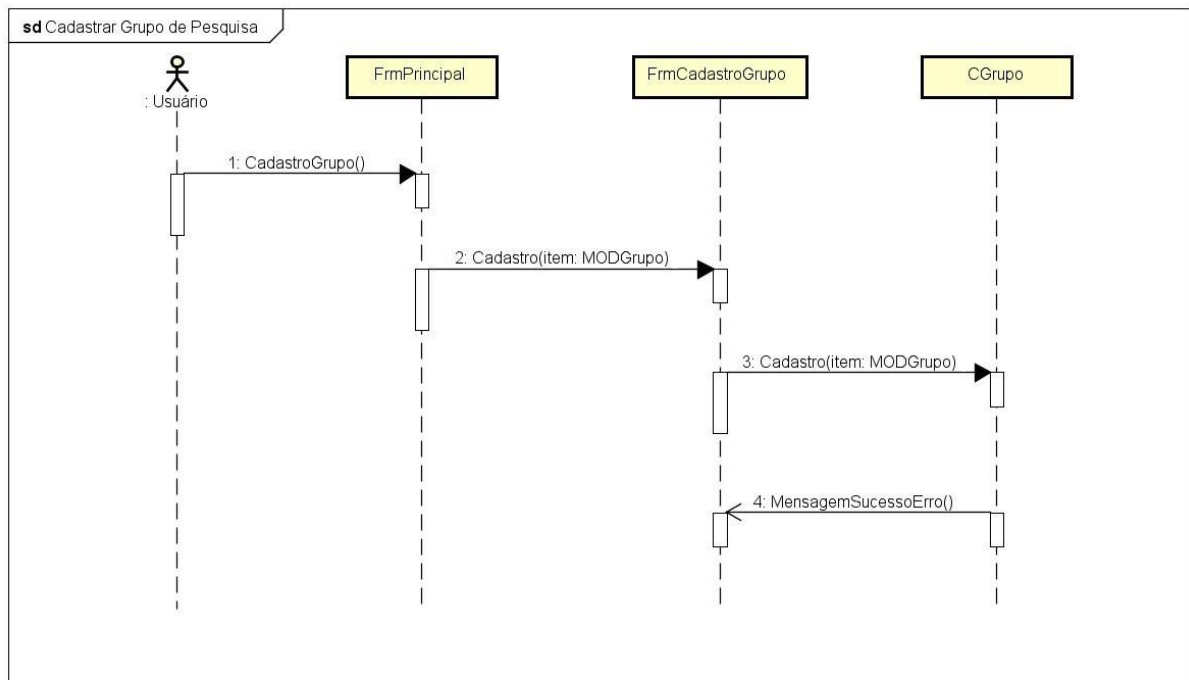 sd Cadastrar Grupo de Pesquisa
: Usuário
FrmPrincipal
FrmCadastroGrupo
CGrupo
1: CadastroGrupo()
2: Cadastro(item: MODGrupo)
3: Cadastro(item: MODGrupo)
4: MensagemSucessoErro()